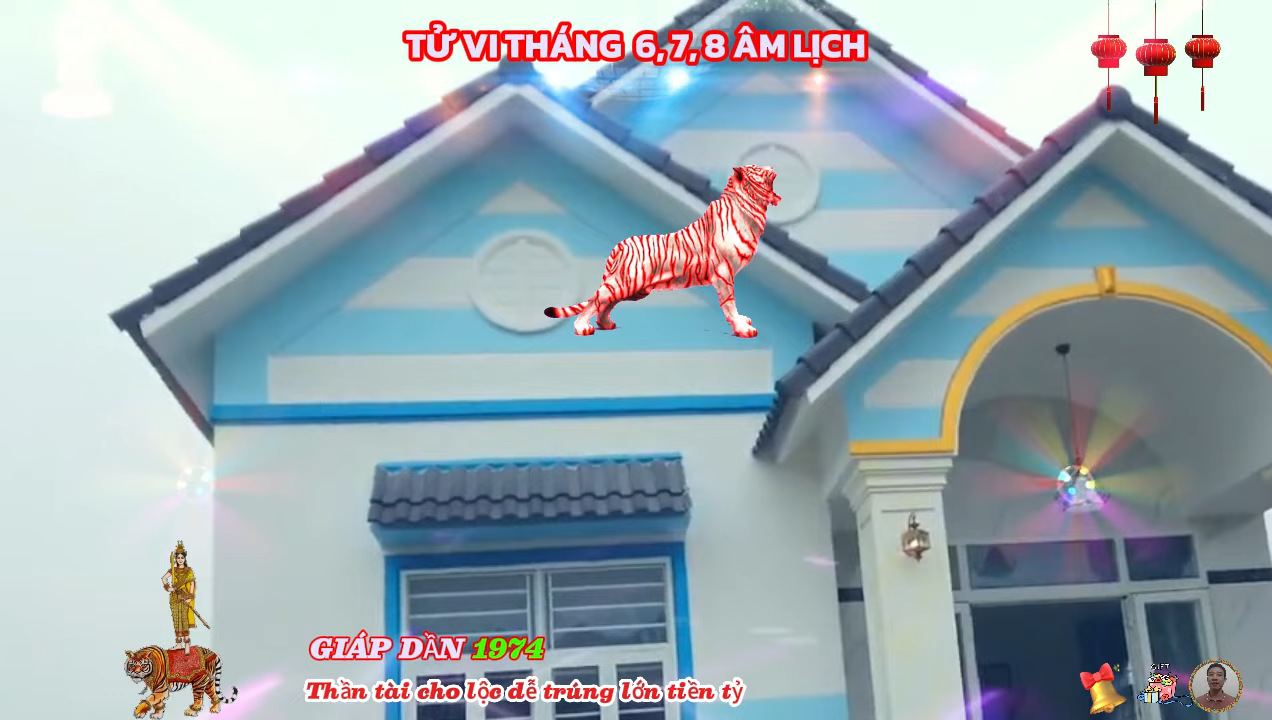 TỬ VI THÁNG 6, 7, 8 ÂM LỊCH
GIÁP DẦN 1974
Thần tài cho lộc dễ trúng lớn tiền tỷ
GIFT